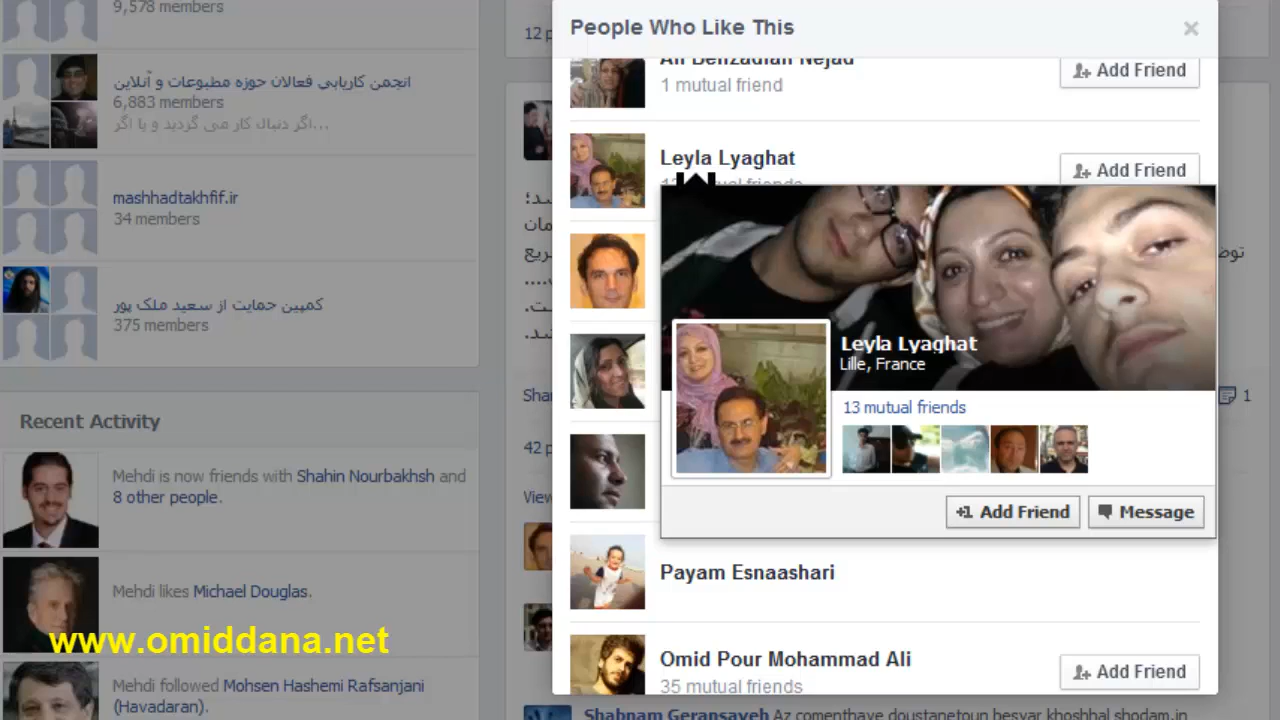 9,578 members
انجمن کاریابی فعالان حوزه مطبوعات و آنلاین
6,883 members
اگر دنبال کار می گردید و یا اگر...
mashhadtakhfif.ir
34 members
کمپین حمایت از سعید ملک پور
375 members
Recent Activity
Mehdi is now friends with Shahin Nourbakhsh and
8 other people.
Mehdi likes Michael Douglas.
www.omiddana.net
Mehdi followed Mohsen Hashemi Rafsanjani
(Havadaran).
12 p
42 p
1
People Who Like This
Ali Behzadian Nejad
1 mutual friend
Add Friend
Leyla Lyaghat
Add Friend
Leyla Lyaghat
Lille, France
13 mutual friends
+1 Add Friend
Message
Payam Esnaashari
Omid Pour Mohammad Ali
35 mutual friends
Add Friend
Shabnam Geransayeh Az comenthaye doustanetoun besyar khoshhal shodam.in